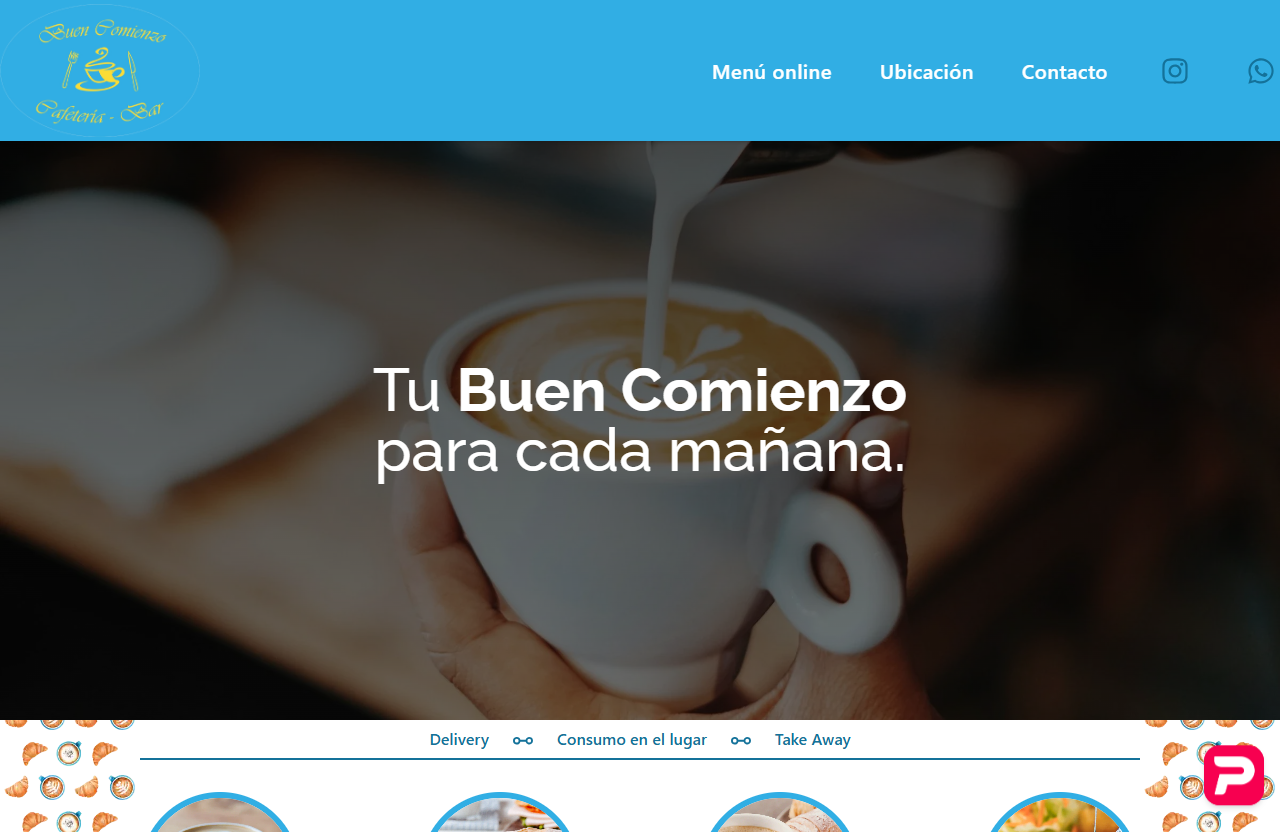 Buen Comienzo
Cafetería - Bar
Menú online
Ubicación
Contacto
Tu Buen Comienzo
para cada mañana.
Delivery
Consumo en el lugar
Take Away